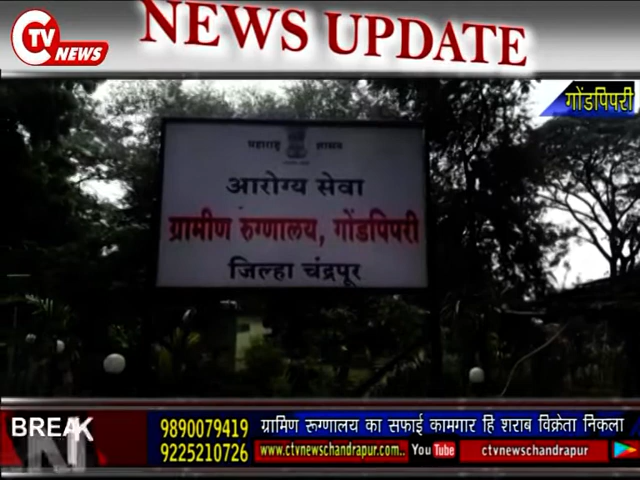 C TV NEWS
NEWS UPDATE
गोंडपिपरी
महाराष्ट्र शासन
आरोग्य सेवा
ग्रामीण रुग्णालय, गोंडपिपरी
जिल्हा चंद्रपूर
BREAK
N
9890079419
9225210726
ग्रामिण रूग्णालय का सफाई कामगार हि शराब विक्रेता निकला
www.ctvnewschandrapur.com..
YouTube
ctvnewschandrapur